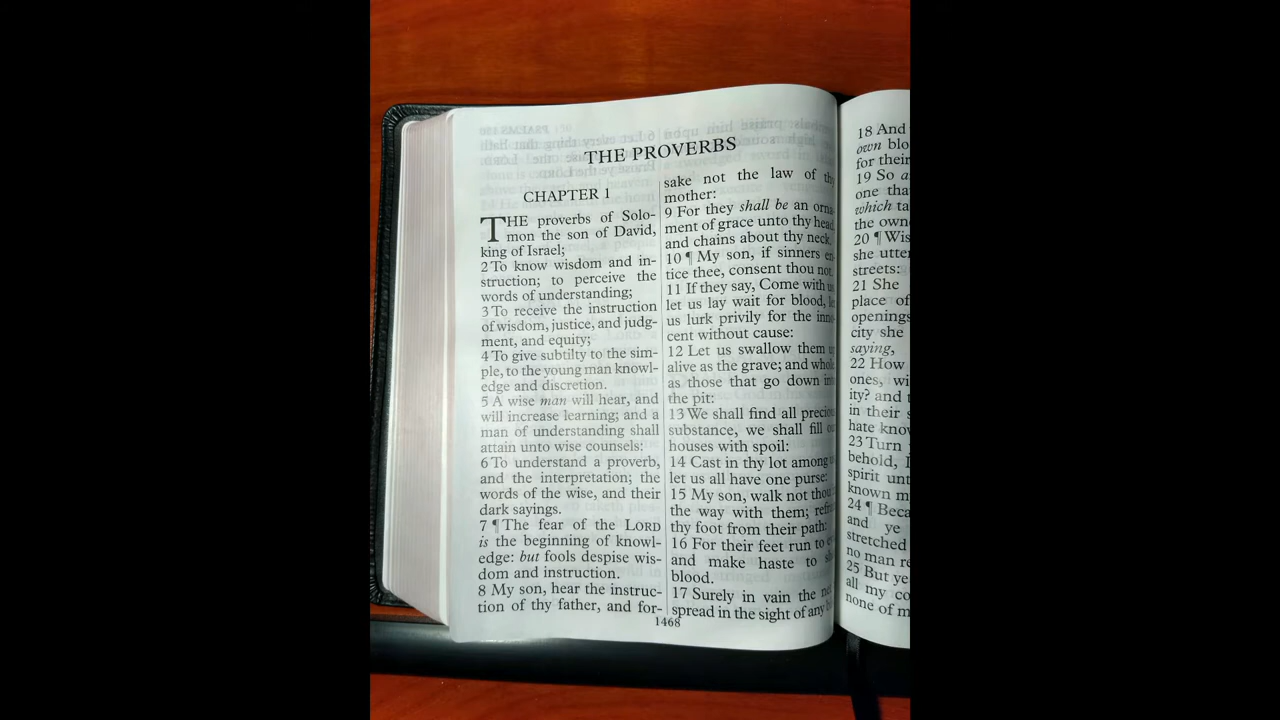 THE PROVERBS
CHAPTER 1
THE proverbs of Solo-
mon the son of David,
king of Israel;
2 To know wisdom and in-
struction; to perceive the
words of understanding;
3 To receive the instruction
of wisdom, justice, and judg-
ment, and equity;
4 To give subtilty to the sim-
ple, to the young man knowl-
edge and discretion.
5 A wise man will hear, and
will increase learning; and a
man of understanding shall
attain unto wise counsels:
6 To understand a proverb,
and the interpretation; the
words of the wise, and their
dark sayings.
7 ¶ The fear of the LORD
is the beginning of knowl-
edge: but fools despise wis-
dom and instruction.
8 My son, hear the instruc-
tion of thy father, and for-
sake not the law of thy
mother:
9 For they shall be an orna-
ment of grace unto thy head,
and chains about thy neck.
10 ¶ My son, if sinners en-
tice thee, consent thou not.
11 If they say, Come with us,
let us lay wait for blood, let
us lurk privily for the inno-
cent without cause:
12 Let us swallow them up
alive as the grave; and whole,
as those that go down into
the pit:
13 We shall find all precious
substance, we shall fill our
houses with spoil:
14 Cast in thy lot among
let us all have one purse:
15 My son, walk not thou
the way with them; refrain
thy foot from their path:
16 For their feet run to
and make haste to
blood.
17 Surely in vain the net
spread in the sight of any
1468
18 And
own blo
for their
19 So a
one tha
which ta
the own
20 ¶ Wis
she utter
streets:
21 She
place of
openings
city she
saying,
22 How
ones, wi
ity? and t
in their s
hate know
23 Turn
behold, I
spirit unt
known m
24 ¶ Beca
and ye
stretched
no man re
25 But ye
all my co
none of m